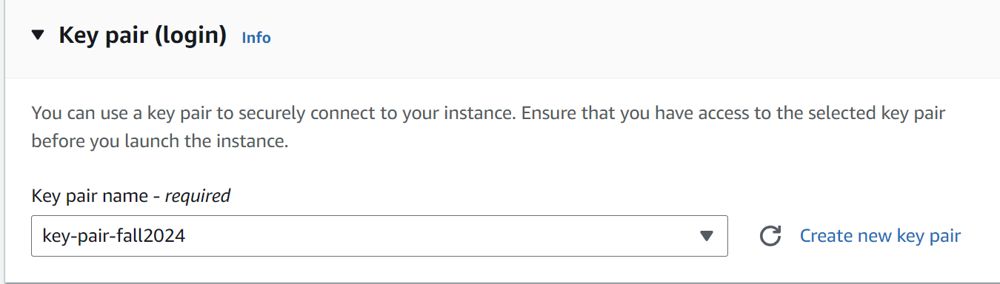 Key pair (login) Info
You can use a key pair to securely connect to your instance. Ensure that you have access to the selected key pair
before you launch the instance.
Key pair name - required
key-pair-fall2024 Create new key pair